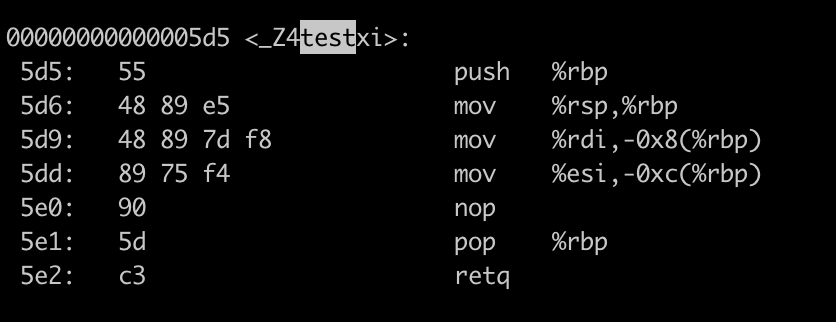 00000000000005d5 <_Z4testxi>:
5d5: 55 push %rbp
5d6: 48 89 e5 mov %rsp,%rbp
5d9: 48 89 7d f8 mov %rdi,-0x8(%rbp)
5dd: 89 75 f4 mov %esi,-0xc(%rbp)
5e0: 90 nop
5e1: 5d pop %rbp
5e2: c3 retq